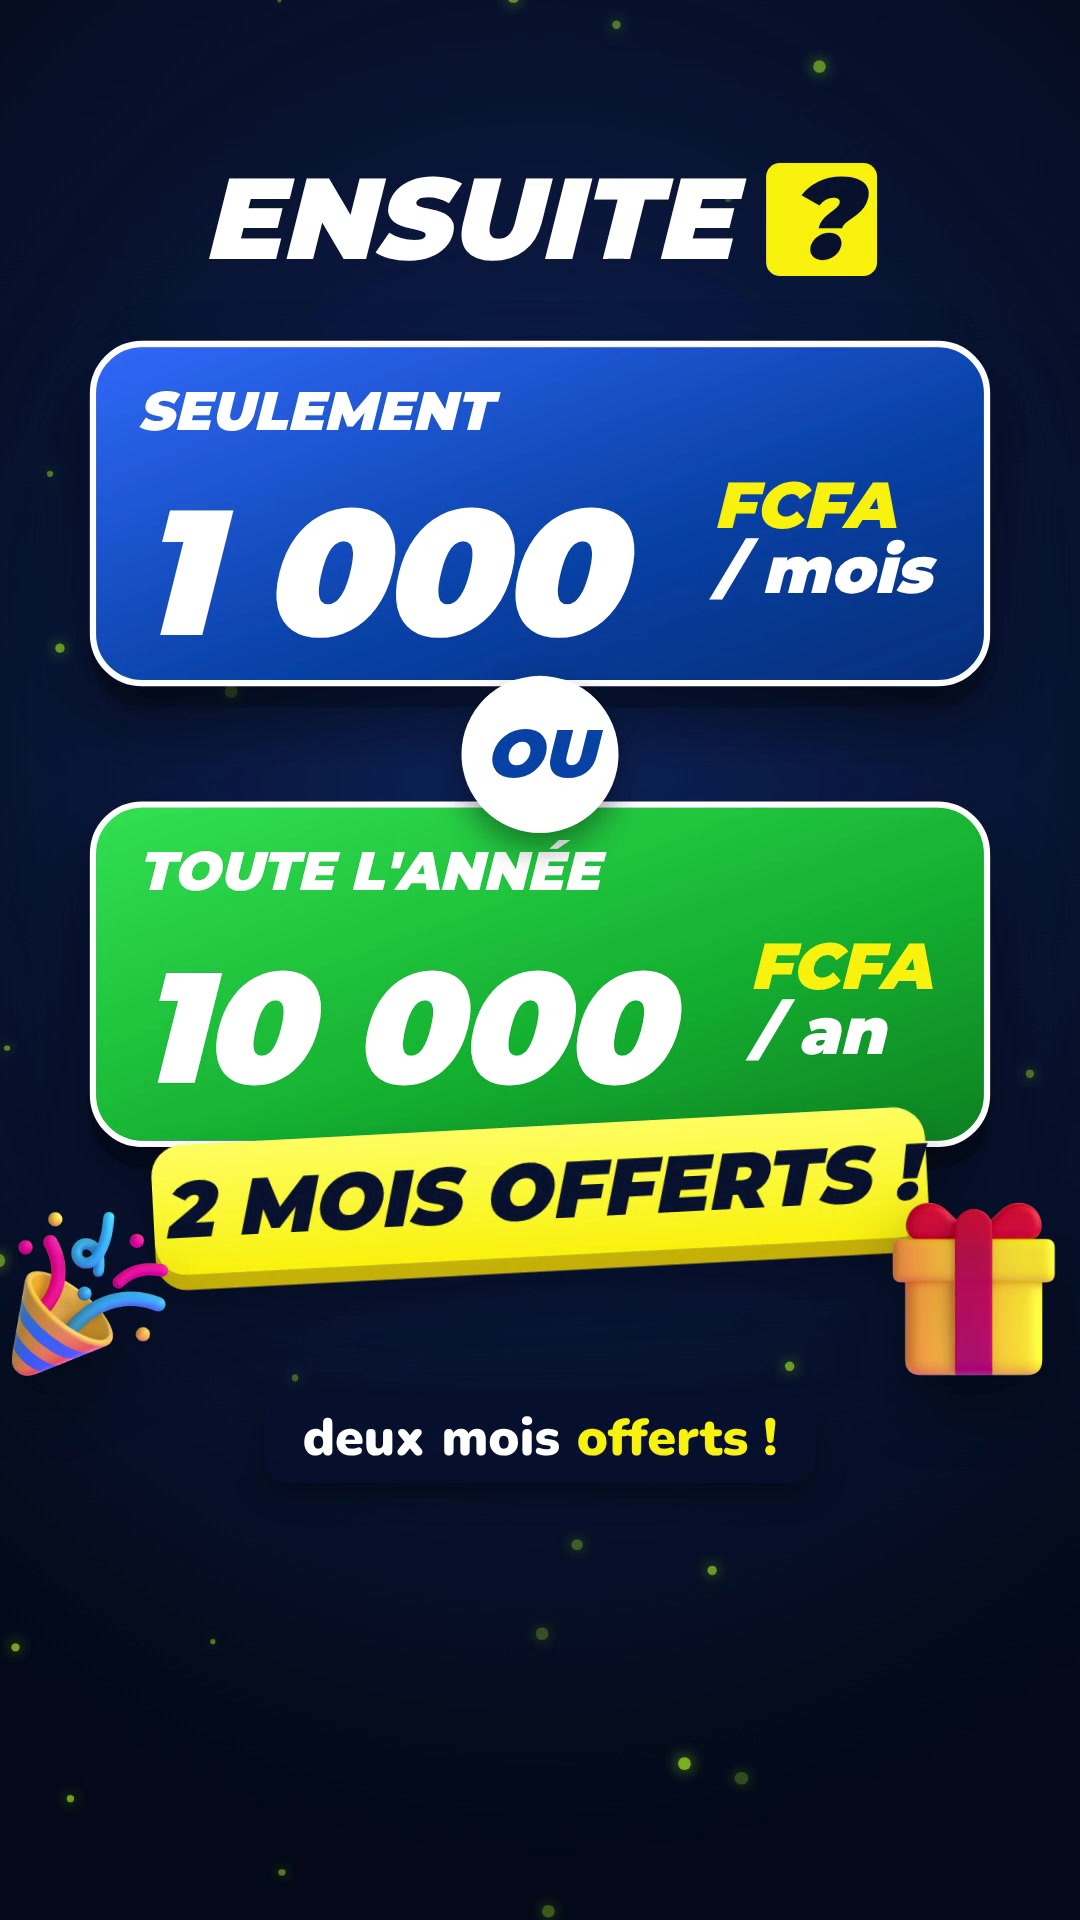 ENSUITE ?
SEULEMENT
1 000 FCFA / mois
OU
TOUTE L'ANNÉE
10 000 FCFA / an
2 MOIS OFFERTS !
deux mois offerts !